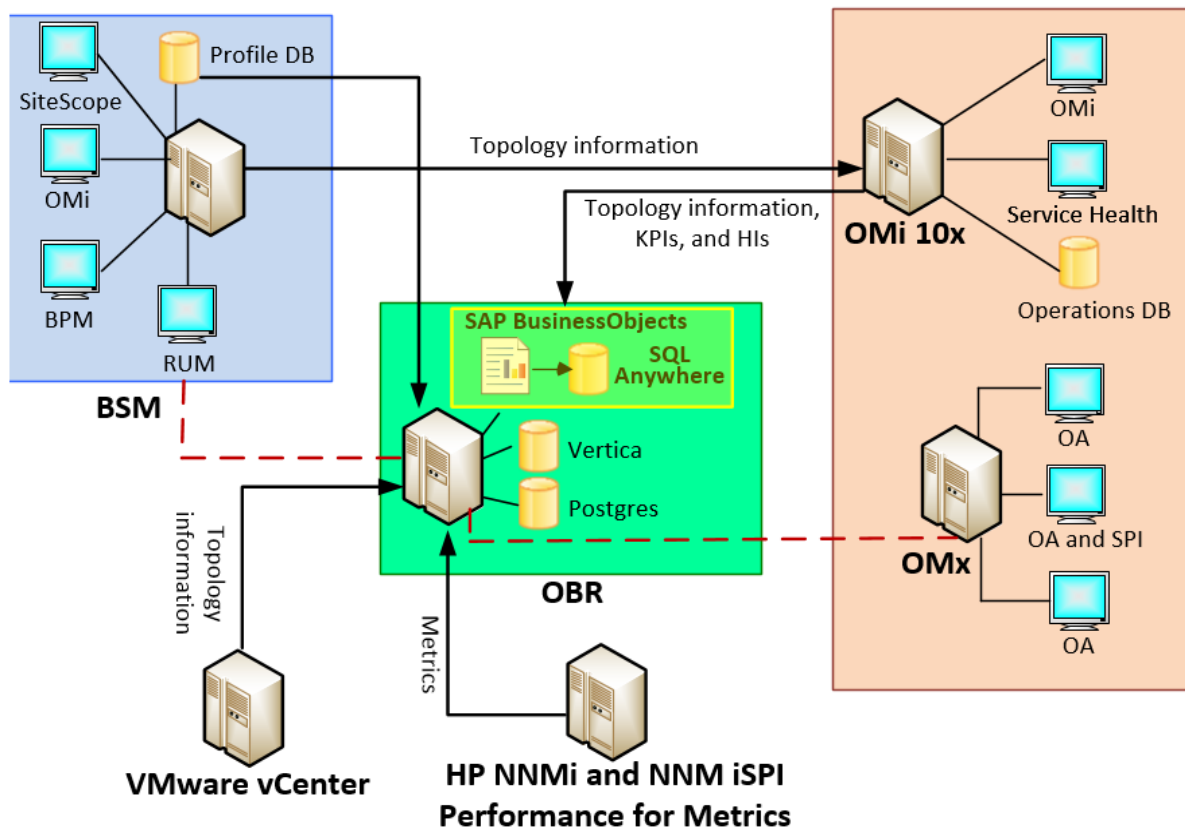 Profile DB
SiteScope
OMi
BPM
RUM
BSM
Topology information
Topology information,
KPIs, and HIs
OMi
Service Health
OMi 10x
Operations DB
SAP BusinessObjects
SQL
Anywhere
Vertica
Postgres
OBR
OA
OA and SPI
OMx
OA
Topology
information
Metrics
VMware vCenter
HP NNMi and NNM iSPI
Performance for Metrics